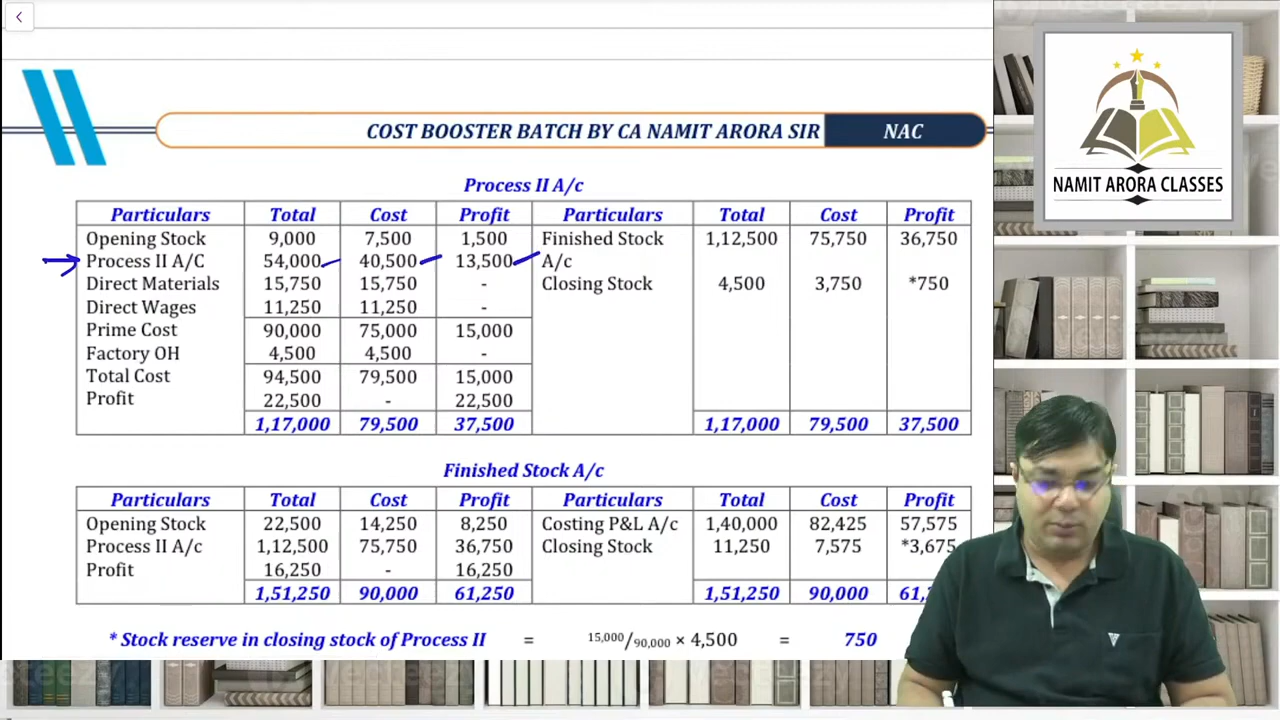 COST BOOSTER BATCH BY CA NAMIT ARORA SIR NAC
NAMIT ARORA CLASSES
Process II A/c
Particulars Total Cost Profit Particulars Total Cost Profit
Opening Stock 9,000 7,500 1,500 Finished Stock 1,12,500 75,750 36,750
Process II A/C 54,000 40,500 13,500 A/c
Direct Materials 15,750 15,750 - Closing Stock 4,500 3,750 *750
Direct Wages 11,250 11,250 -
Prime Cost 90,000 75,000 15,000
Factory OH 4,500 4,500 -
Total Cost 94,500 79,500 15,000
Profit 22,500 - 22,500
1,17,000 79,500 37,500 1,17,000 79,500 37,500
Finished Stock A/c
Particulars Total Cost Profit Particulars Total Cost Profit
Opening Stock 22,500 14,250 8,250 Costing P&L A/c 1,40,000 82,425 57,575
Process II A/c 1,12,500 75,750 36,750 Closing Stock 11,250 7,575 *3,675
Profit 16,250 - 16,250
1,51,250 90,000 61,250 1,51,250 90,000
* Stock reserve in closing stock of Process II = 15,000/90,000 × 4,500 = 750